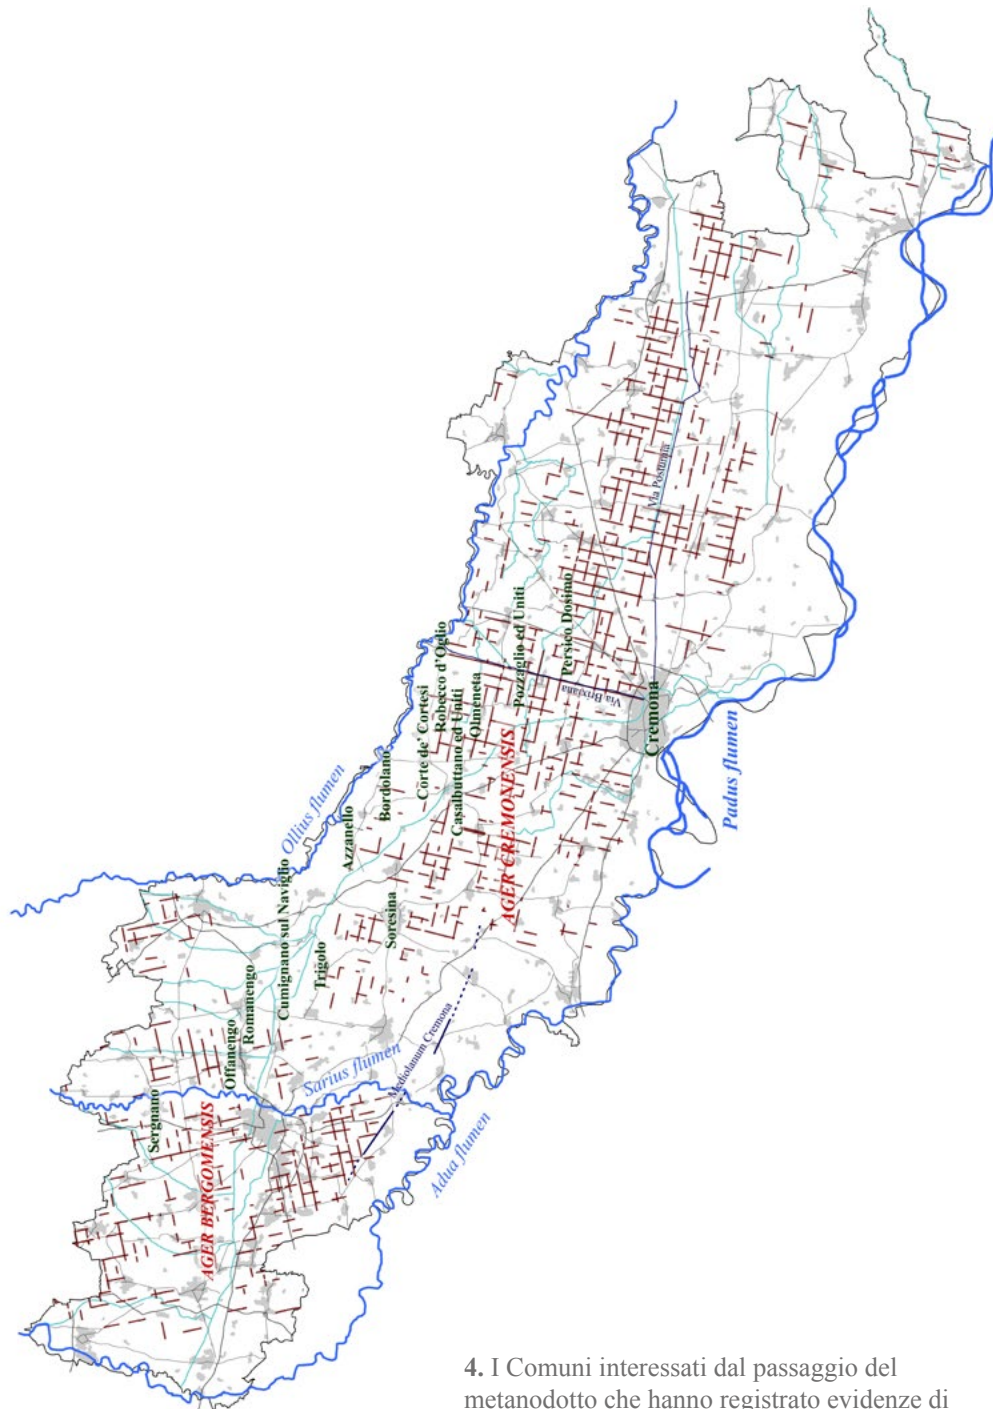 Ollius flumen
Sergnano
Offanengo
Romanengo
Cumignano sul Naviglio
Trigolo
Azzanello
Soresina
Bordolano
Corte de' Cortesi
Robecco d'Oglio
Casalbuttano ed Uniti
Olmeneta
Pozzaglio ed Uniti
Persico Dosimo
Cremona
AGER BERGOMENSIS
AGER CREMONENSIS
Sarius flumen
Adua flumen
Padus flumen
Mediolanum Cremona
Via Brixiana
Via Postumia
4. I Comuni interessati dal passaggio del
metanodotto che hanno registrato evidenze di